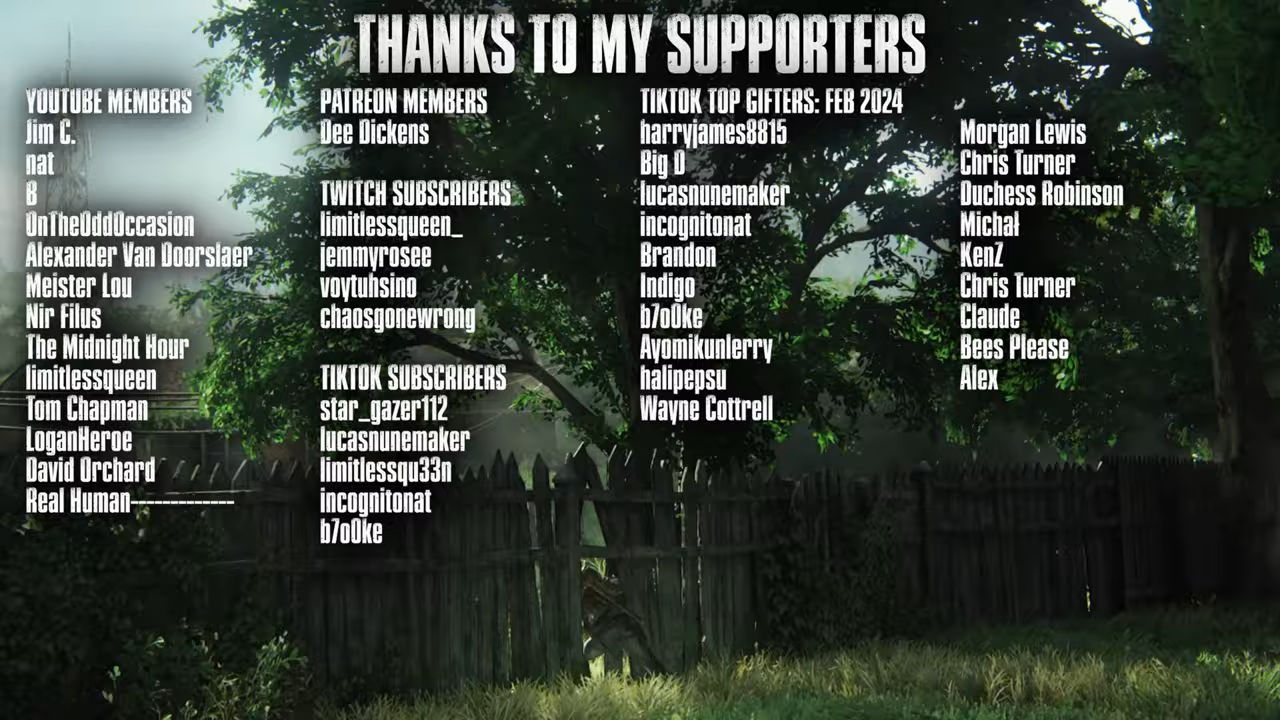 THANKS TO MY SUPPORTERS
YOUTUBE MEMBERS
Jim C.
nat
B
OnTheOddOccasion
Alexander Van Doorslaer
Meister Lou
Nir Filus
The Midnight Hour
limitlessqueen
Tom Chapman
LoganHeroe
David Orchard
Real Human-------------
PATREON MEMBERS
Dee Dickens
TWITCH SUBSCRIBERS
limitlessqueen_
jemmyrosee
voytuhsino
chaosgonewrong
TIKTOK SUBSCRIBERS
star_gazer112
lucasnunemaker
limitlessqu33n
incognitonat
b7o0ke
TIKTOK TOP GIFTERS: FEB 2024
harryjames8815
Big D
lucasnunemaker
incognitonat
Brandon
Indigo
b7o0ke
Ayomikunlerry
halipepsu
Wayne Cottrell
Morgan Lewis
Chris Turner
Duchess Robinson
Michał
KenZ
Chris Turner
Claude
Bees Please
Alex